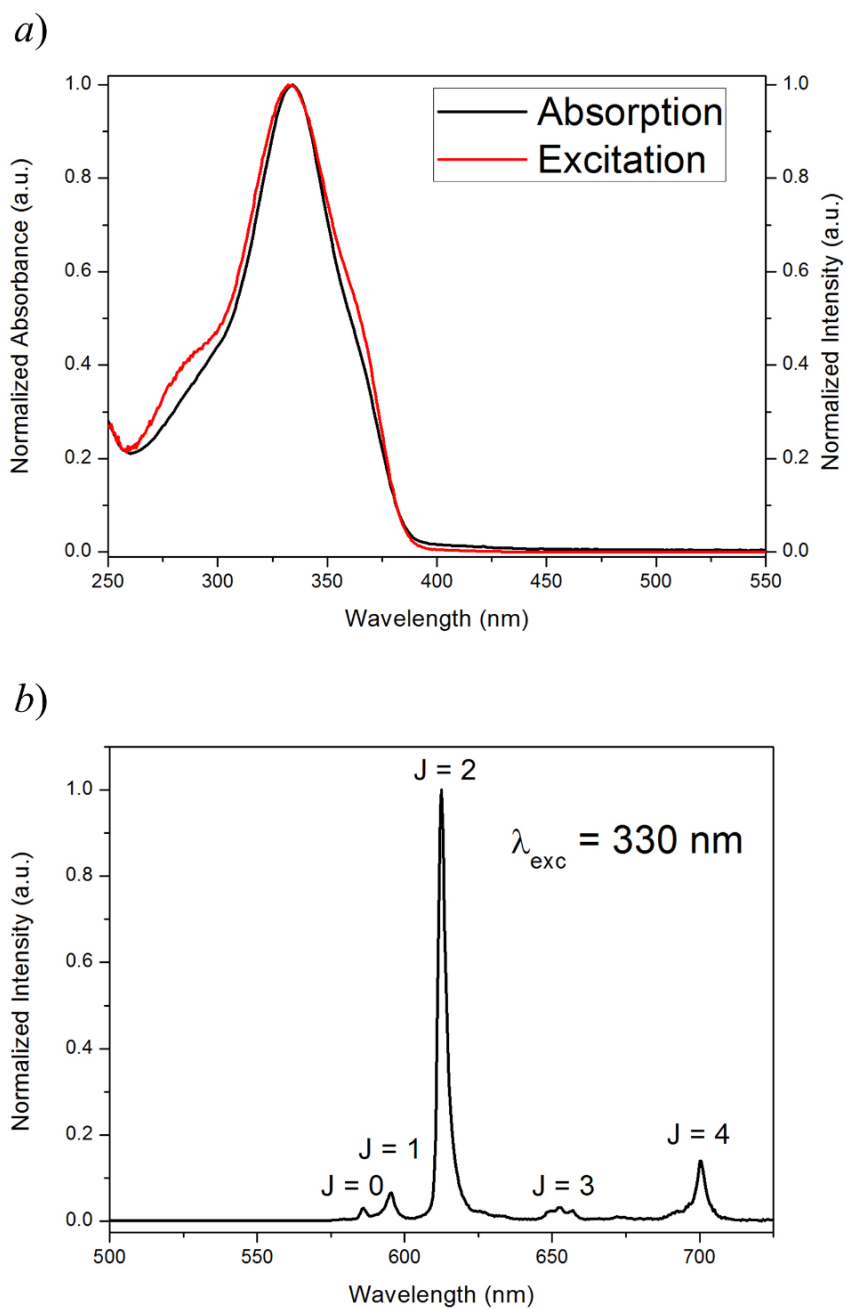 a)
Absorption
Excitation
1.0
0.8
0.6
0.4
0.2
0.0
1.0
0.8
0.6
0.4
0.2
0.0
Normalized Absorbance (a.u.)
Normalized Intensity (a.u.)
250 300 350 400 450 500 550
Wavelength (nm)
b)
J = 2
λexc = 330 nm
J = 1
J = 0
J = 3
J = 4
1.0
0.8
0.6
0.4
0.2
0.0
Normalized Intensity (a.u.)
500 550 600 650 700
Wavelength (nm)